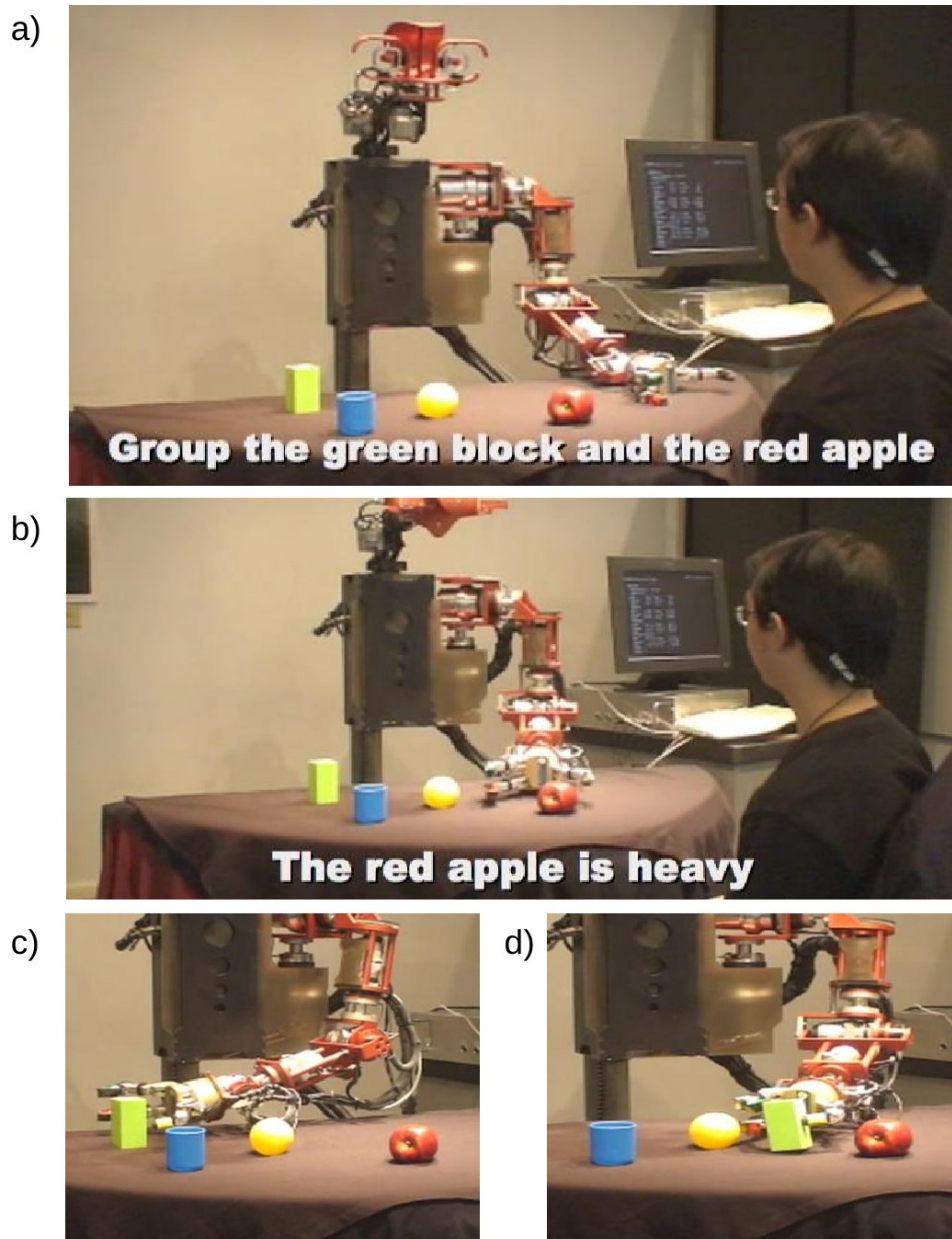 a)
Group the green block and the red apple
b)
The red apple is heavy
c)
d)